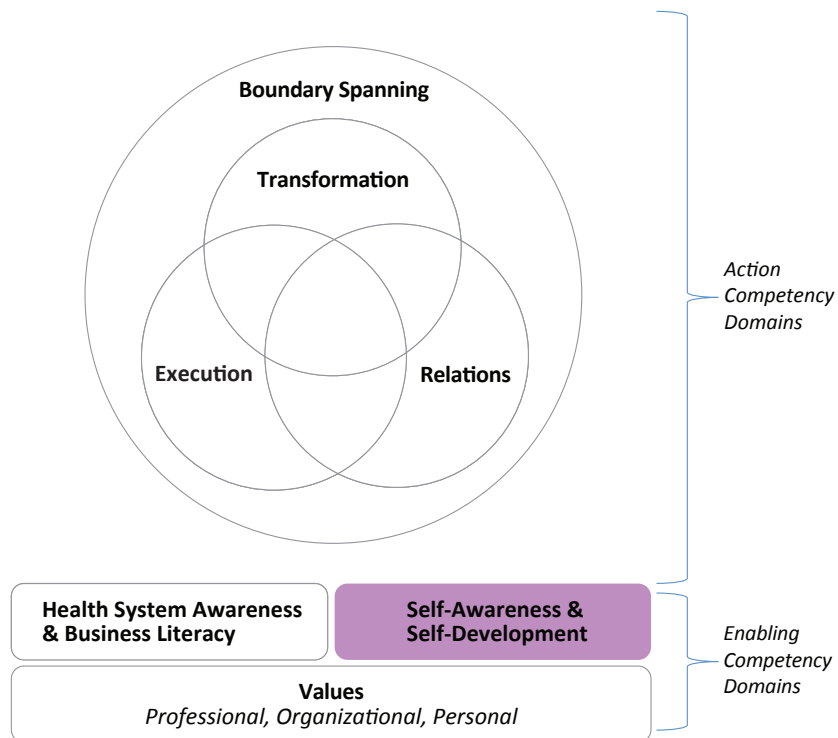 Boundary Spanning
Transformation
Execution
Relations
Action
Competency
Domains
Health System Awareness
& Business Literacy
Self-Awareness &
Self-Development
Values
Professional, Organizational, Personal
Enabling
Competency
Domains